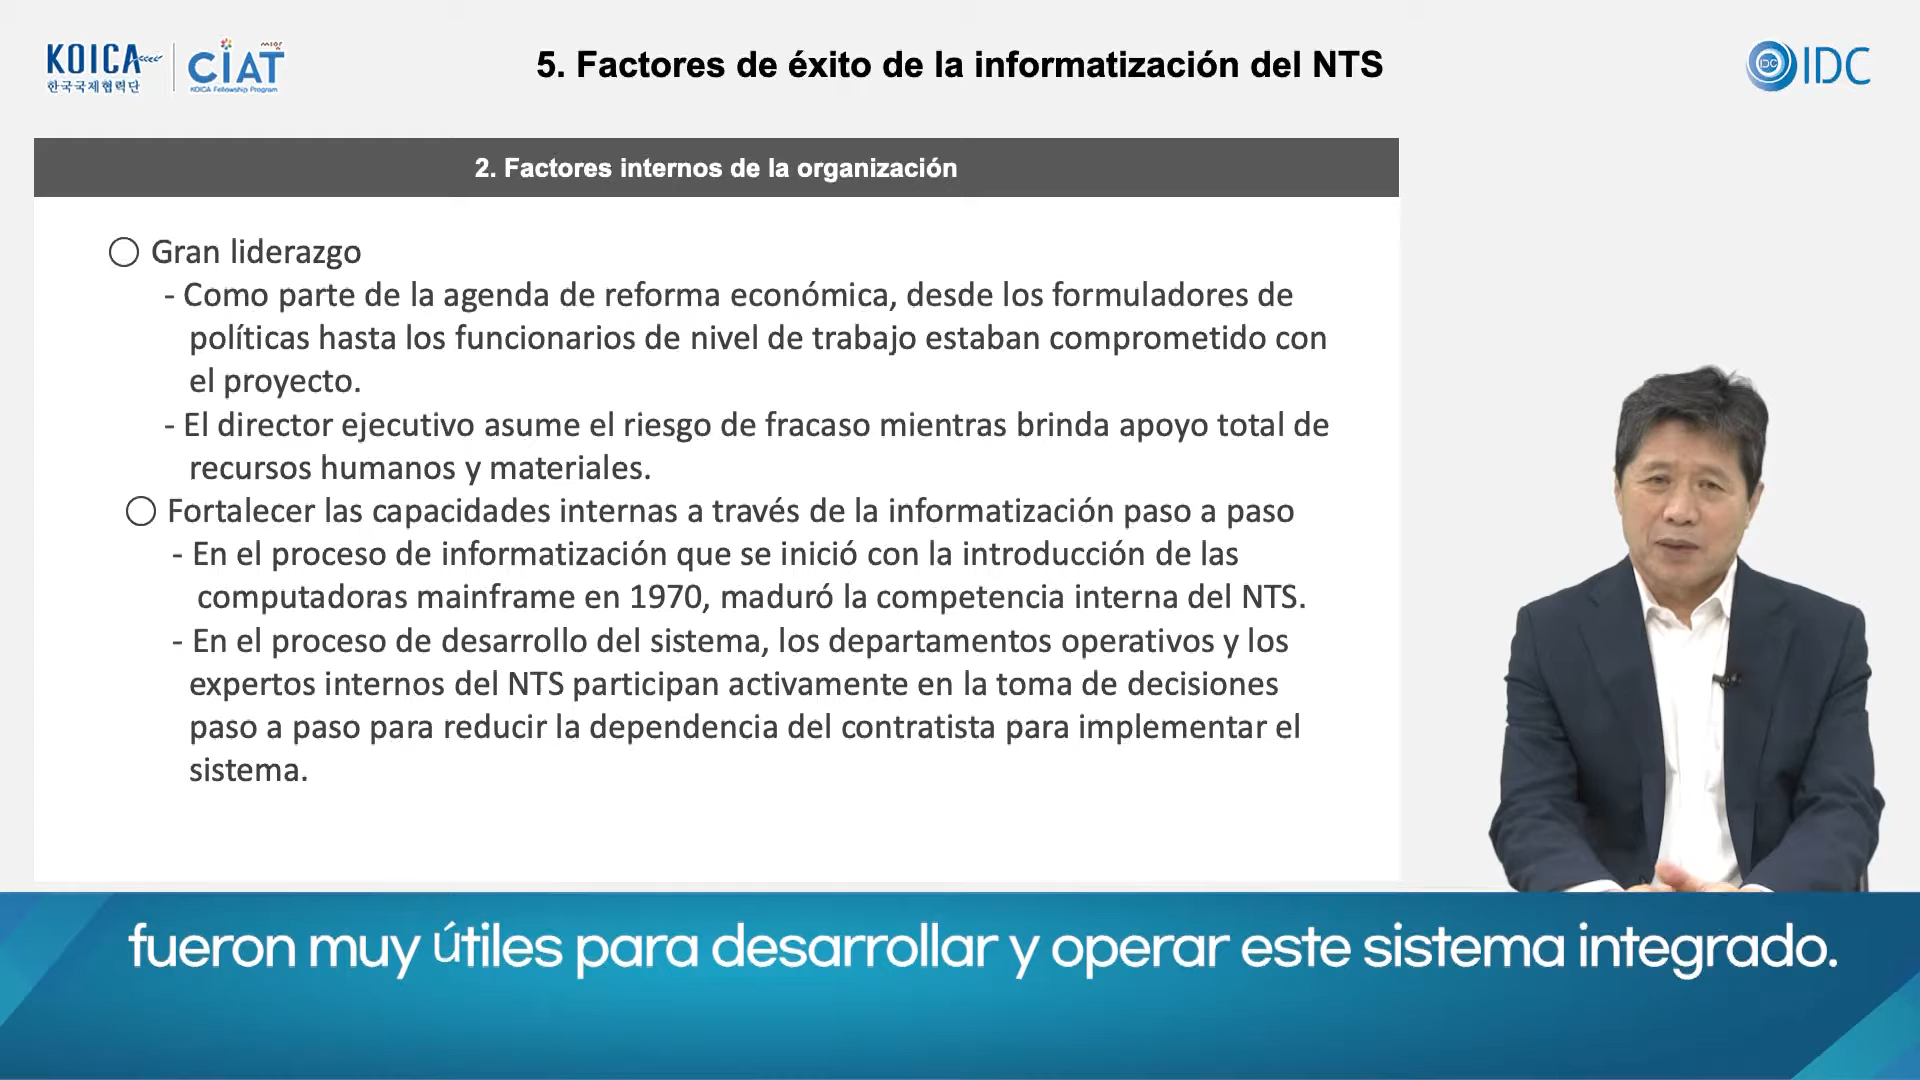 KOICA
한국국제협력단
CIAT
KOICA Fellowship Program
5. Factores de éxito de la informatización del NTS
IDC
IDC
2. Factores internos de la organización
○ Gran liderazgo
- Como parte de la agenda de reforma económica, desde los formuladores de
políticas hasta los funcionarios de nivel de trabajo estaban comprometido con
el proyecto.
- El director ejecutivo asume el riesgo de fracaso mientras brinda apoyo total de
recursos humanos y materiales.
○ Fortalecer las capacidades internas a través de la informatización paso a paso
- En el proceso de informatización que se inició con la introducción de las
computadoras mainframe en 1970, maduró la competencia interna del NTS.
- En el proceso de desarrollo del sistema, los departamentos operativos y los
expertos internos del NTS participan activamente en la toma de decisiones
paso a paso para reducir la dependencia del contratista para implementar el
sistema.
fueron muy útiles para desarrollar y operar este sistema integrado.